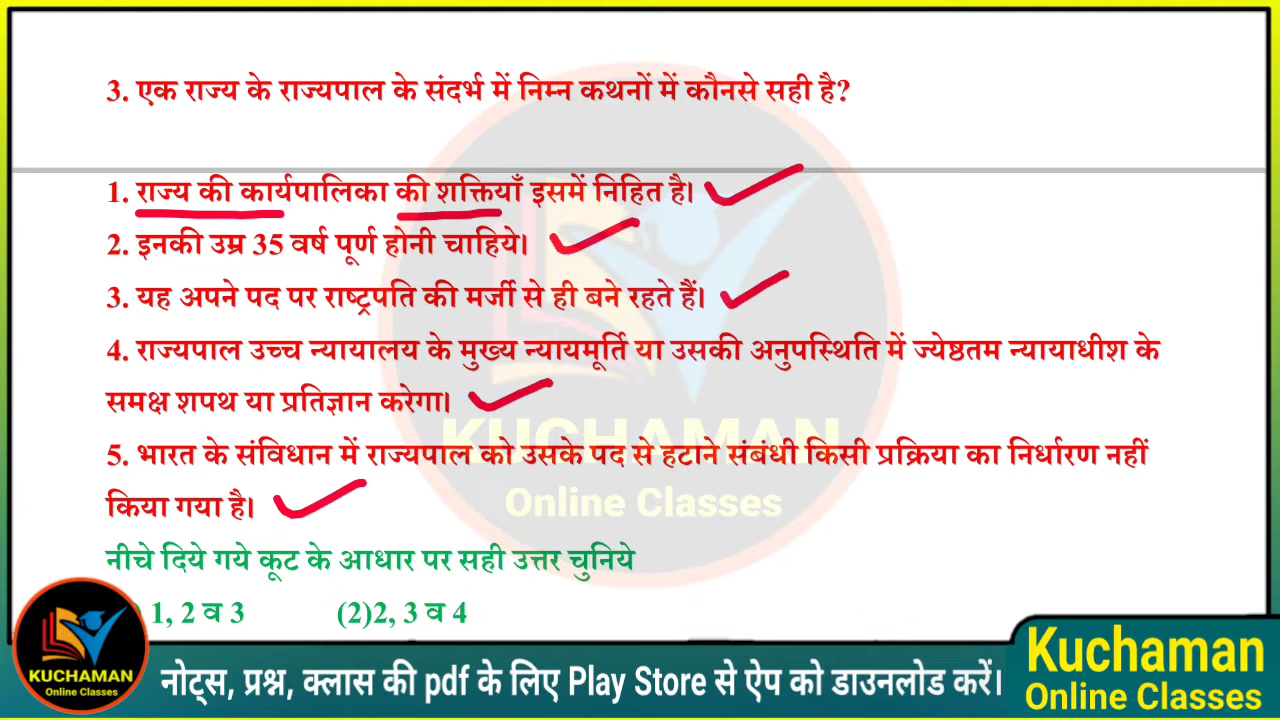 3. एक राज्य के राज्यपाल के संदर्भ में निम्न कथनों में कौनसे सही है?
1. राज्य की कार्यपालिका की शक्तियाँ इसमें निहित है।
2. इनकी उम्र 35 वर्ष पूर्ण होनी चाहिये।
3. यह अपने पद पर राष्ट्रपति की मर्जी से ही बने रहते हैं।
4. राज्यपाल उच्च न्यायालय के मुख्य न्यायमूर्ति या उसकी अनुपस्थिति में ज्येष्ठतम न्यायाधीश के
समक्ष शपथ या प्रतिज्ञान करेगा।
KUCHAMAN
5. भारत के संविधान में राज्यपाल को उसके पद से हटाने संबंधी किसी प्रक्रिया का निर्धारण नहीं
किया गया है।
Online Classes
नीचे दिये गये कूट के आधार पर सही उत्तर चुनिये
) 1, 2 व 3 (2)2, 3 व 4
KUCHAMAN
Online Classes
नोट्स, प्रश्न, क्लास की pdf के लिए Play Store से ऐप को डाउनलोड करें।
Kuchaman
Online Classes